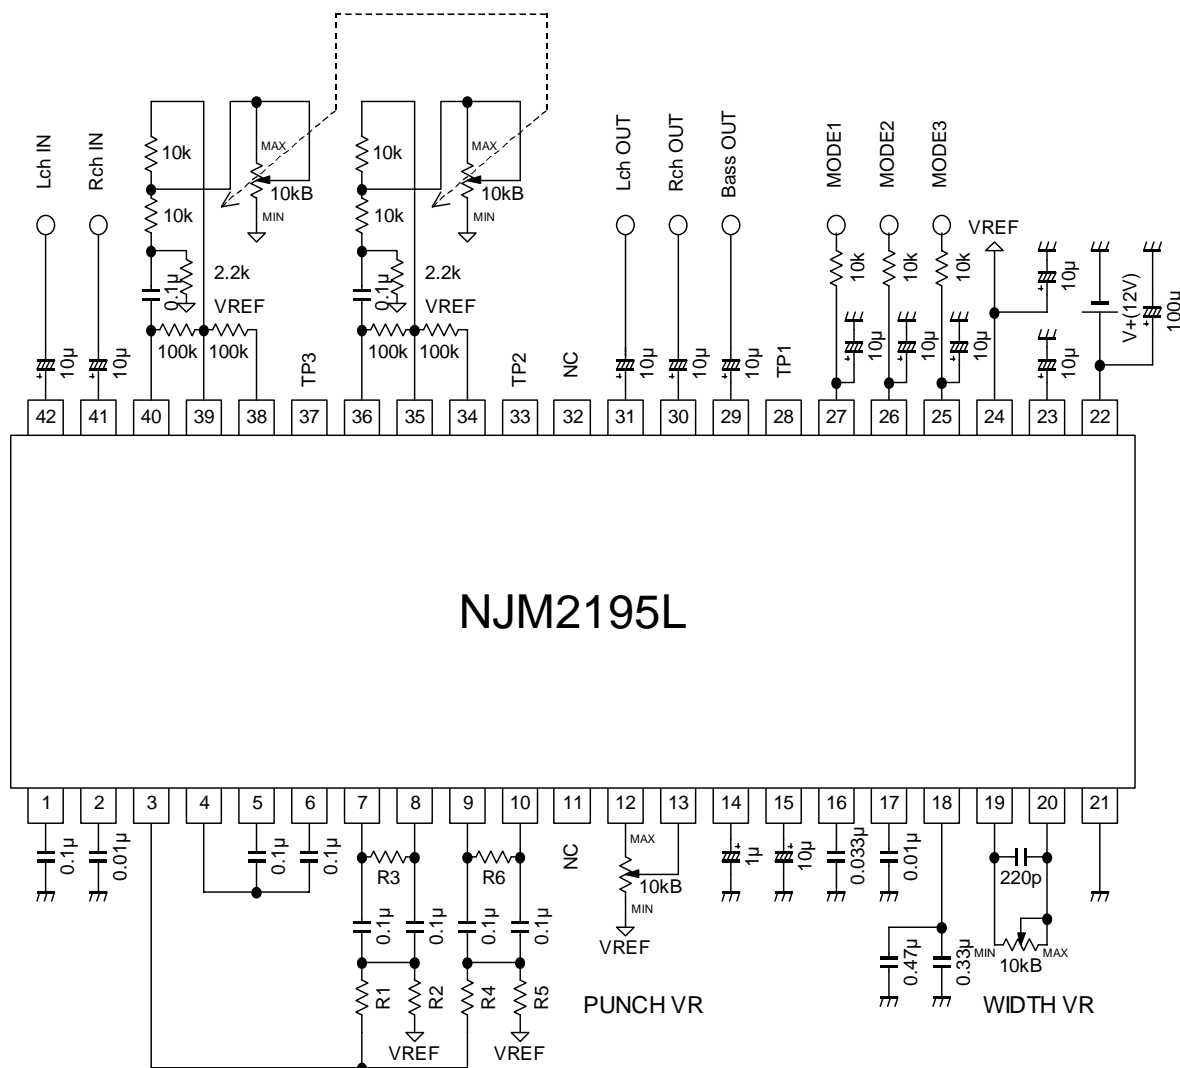 Lch IN
Rch IN
10k
10k
0.1µ
2.2k
VREF
100k
100k
MAX
10kB
MIN
10k
10k
0.1µ
2.2k
VREF
100k
100k
MAX
10kB
MIN
Lch OUT
Rch OUT
Bass OUT
MODE1
MODE2
MODE3
10k
10k
10k
VREF
10µ
V+(12V)
100µ
+ 10µ
+ 10µ
TP3
TP2
NC
+ 10µ
+ 10µ
+ 10µ
TP1
+ 10µ
+ 10µ
+ 10µ
+ 10µ
42 41 40 39 38 37 36 35 34 33 32 31 30 29 28 27 26 25 24 23 22
NJM2195L
1 2 3 4 5 6 7 8 9 10 11 12 13 14 15 16 17 18 19 20 21
0.1µ
0.01µ
0.1µ
0.1µ
R3
R6
NC
MAX
10kB
MIN
VREF
+ 1µ
+ 10µ
0.033µ
0.01µ
220p
0.1µ
0.1µ
0.1µ
0.1µ
0.47µ
0.33µ
MIN
10kB
MAX
R1
R2
R4
R5
VREF
VREF
PUNCH VR
WIDTH VR